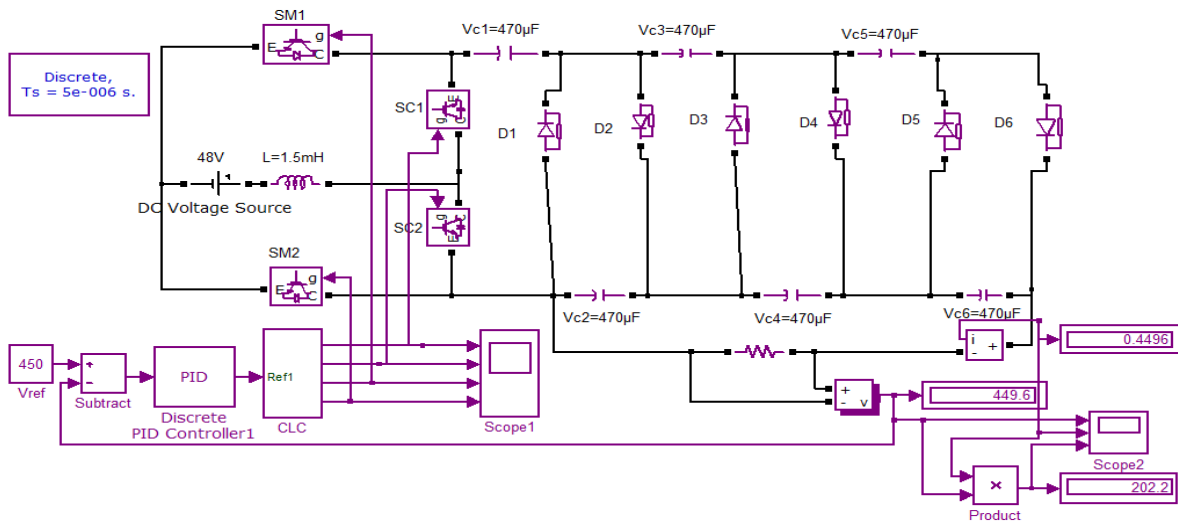 SM1
g
E
C
Vc1=470µF
Vc3=470µF
Vc5=470µF
Discrete,
Ts = 5e-006 s.
SC1
g
C
E
D1
D2
D3
D4
D5
D6
48V
L=1.5mH
DC Voltage Source
SC2
g
C
E
SM2
g
E
C
Vc2=470µF
Vc4=470µF
Vc6=470µF
i
+
-
0.4496
450
Vref
+
-
Subtract
PID
Discrete
PID Controller1
Ref1
CLC
Scope1
+
-
v
449.6
Scope2
×
Product
202.2